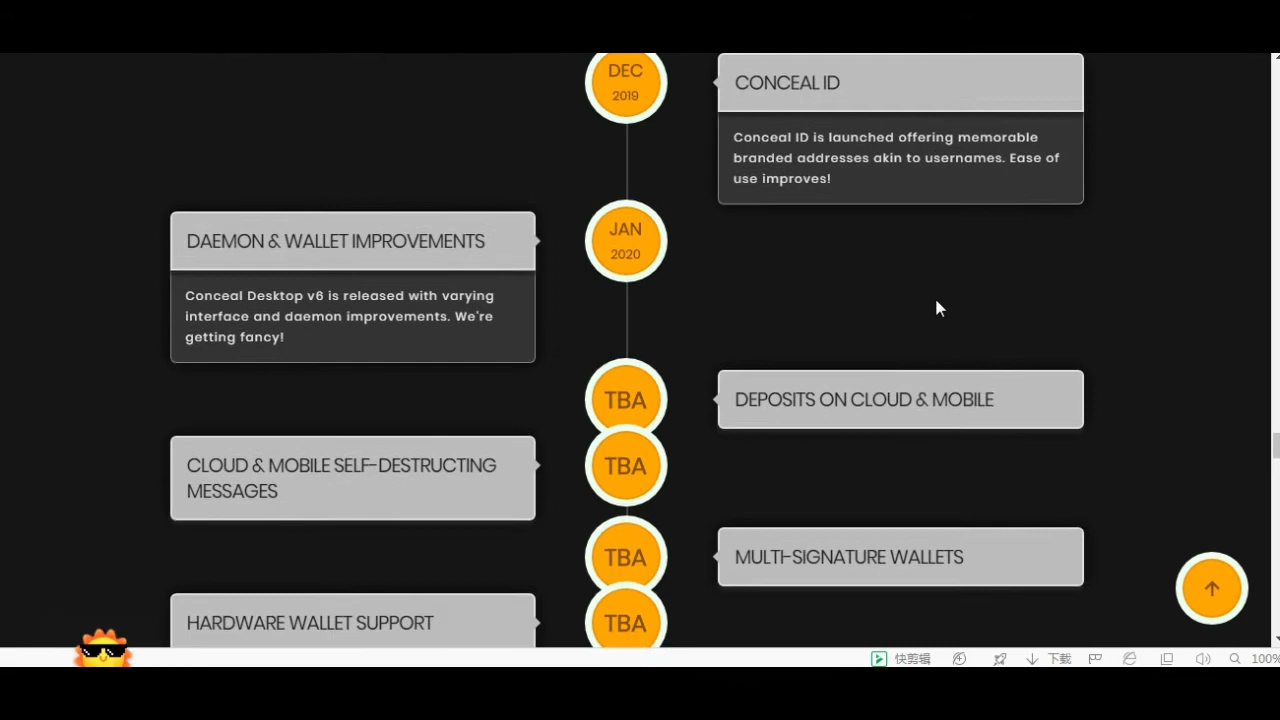 DEC
2019
CONCEAL ID
Conceal ID is launched offering memorable
branded addresses akin to usernames. Ease of
use improves!
JAN
2020
DAEMON & WALLET IMPROVEMENTS
Conceal Desktop v6 is released with varying
interface and daemon improvements. We're
getting fancy!
TBA
DEPOSITS ON CLOUD & MOBILE
TBA
CLOUD & MOBILE SELF-DESTRUCTING
MESSAGES
TBA
MULTI-SIGNATURE WALLETS
TBA
HARDWARE WALLET SUPPORT
快剪辑
下载
100%